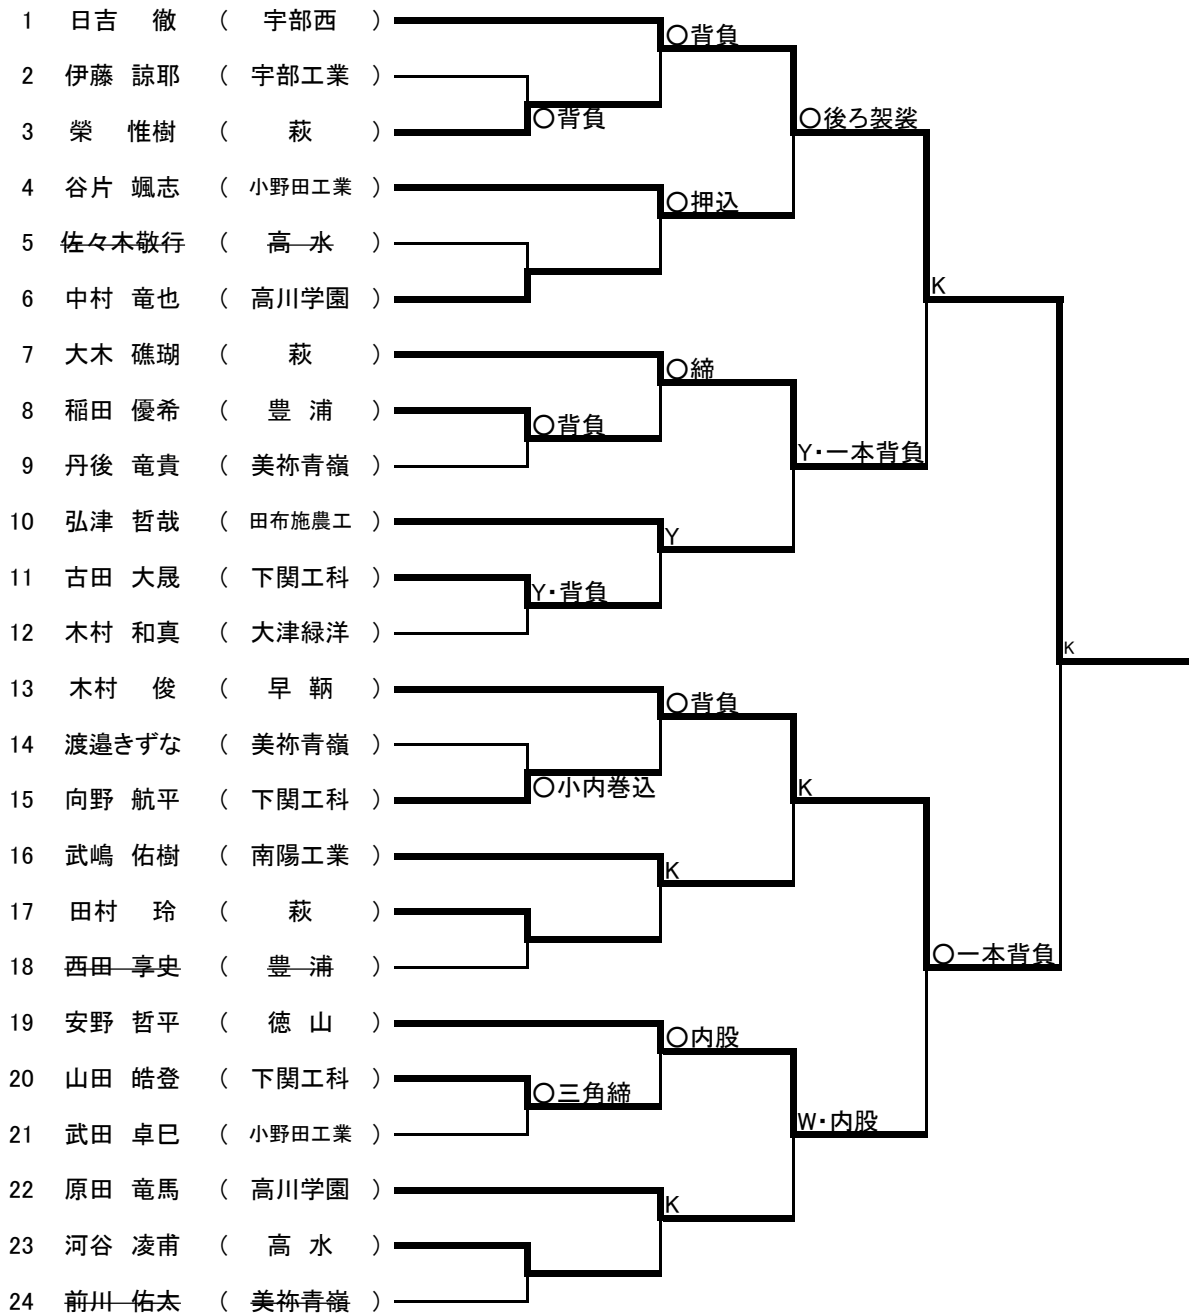 1 日吉 徹 ( 宇部西 )
〇背負
2 伊藤 諒耶 ( 宇部工業 )
〇背負
〇後ろ袈裟
3 榮 惟樹 ( 萩 )
4 谷片 颯志 ( 小野田工業 )
〇押込
5 佐々木敬行 ( 高 水 )
6 中村 竜也 ( 高川学園 )
K
7 大木 礁瑚 ( 萩 )
〇締
8 稲田 優希 ( 豊 浦 )
〇背負
9 丹後 竜貴 ( 美祢青嶺 )
Y・一本背負
10 弘津 哲哉 ( 田布施農工 )
Y
11 古田 大晟 ( 下関工科 )
Y・背負
12 木村 和真 ( 大津緑洋 )
K
13 木村 俊 ( 早 鞆 )
〇背負
14 渡邉きずな ( 美祢青嶺 )
〇小内巻込
K
15 向野 航平 ( 下関工科 )
16 武嶋 佑樹 ( 南陽工業 )
K
17 田村 玲 ( 萩 )
〇一本背負
18 西田 享史 ( 豊 浦 )
19 安野 哲平 ( 徳 山 )
〇内股
20 山田 皓登 ( 下関工科 )
〇三角締
W・内股
21 武田 卓巳 ( 小野田工業 )
22 原田 竜馬 ( 高川学園 )
K
23 河谷 凌甫 ( 高 水 )
24 前川 佑太 ( 美祢青嶺 )